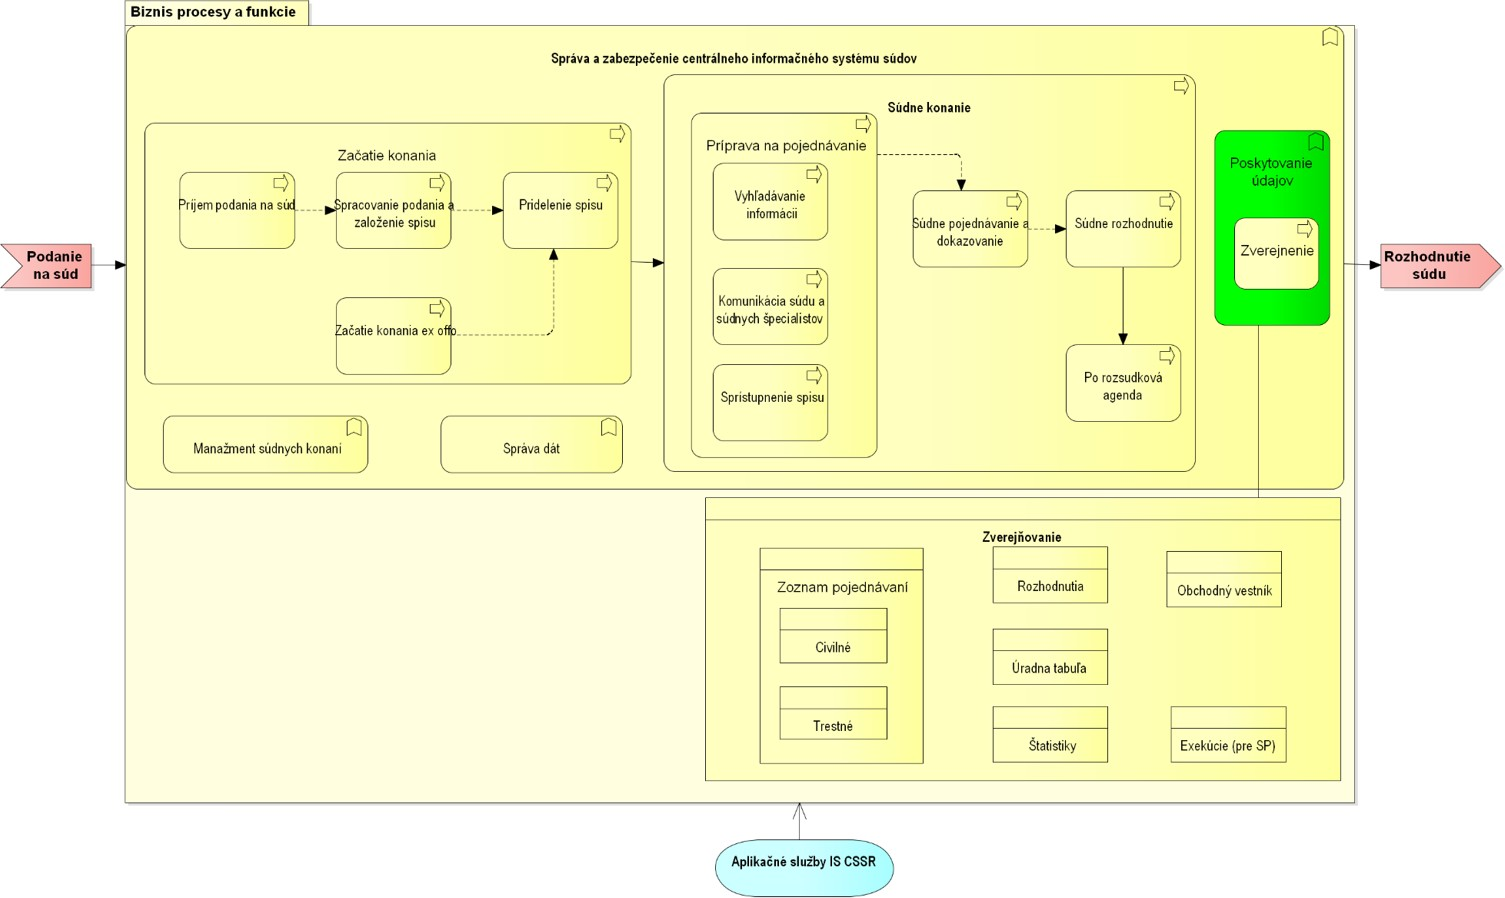 Biznis procesy a funkcie
Správa a zabezpečenie centrálneho informačného systému súdov
Začatie konania
Príjem podania na súd
Spracovanie podania a
založenie spisu
Pridelenie spisu
Začatie konania ex offo
Manažment súdnych konaní
Správa dát
Súdne konanie
Príprava na pojednávanie
Vyhľadávanie
informácii
Komunikácia súdu a
súdnych špecialistov
Sprístupnenie spisu
Súdne pojednávanie a
dokazovanie
Súdne rozhodnutie
Po rozsudková
agenda
Poskytovanie
údajov
Zverejnenie
Podanie
na súd
Rozhodnutie
súdu
Zverejňovanie
Zoznam pojednávaní
Civilné
Trestné
Rozhodnutia
Úradna tabuľa
Štatistiky
Obchodný vestník
Exekúcie (pre SP)
Aplikačné služby IS CSSR